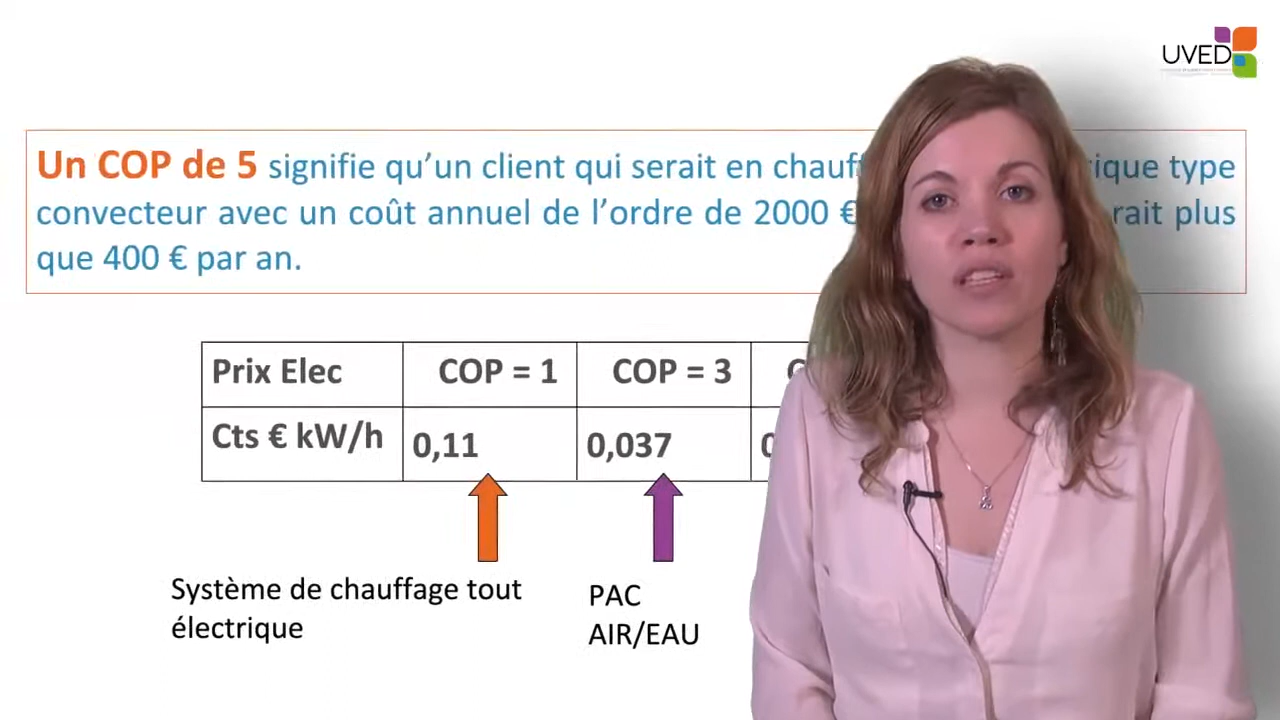 UVED
Un COP de 5 signifie qu’un client qui serait en rique type
convecteur avec un coût annuel de l’ordre de 2000 € plus
que 400 € par an.
Prix Elec COP = 1 COP = 3
Cts € kW/h 0,11 0,037
Système de chauffage tout
électrique
PAC
AIR/EAU